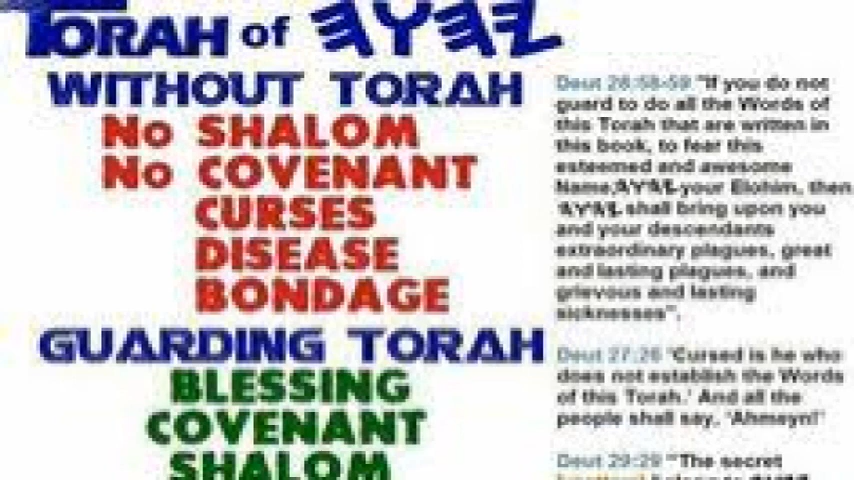 TORAH of 𐤉𐤄𐤅𐤄
WITHOUT TORAH
NO SHALOM
NO COVENANT
CURSES
DISEASE
BONDAGE
GUARDING TORAH
BLESSING
COVENANT
SHALOM
Deut 28:58-59 "If you do not
guard to do all the Words of
this Torah that are written in
this book, to fear this
esteemed and awesome
Name,𐤉𐤄𐤅𐤄 your Elohim, then
𐤉𐤄𐤅𐤄 shall bring upon you
and your descendants
extraordinary plagues, great
and lasting plagues, and
grievous and lasting
sicknesses".
Deut 27:26 'Cursed is he who
does not establish the Words
of this Torah.' And all the
people shall say, 'Ahmeyn!'
Deut 29:29 "The secret